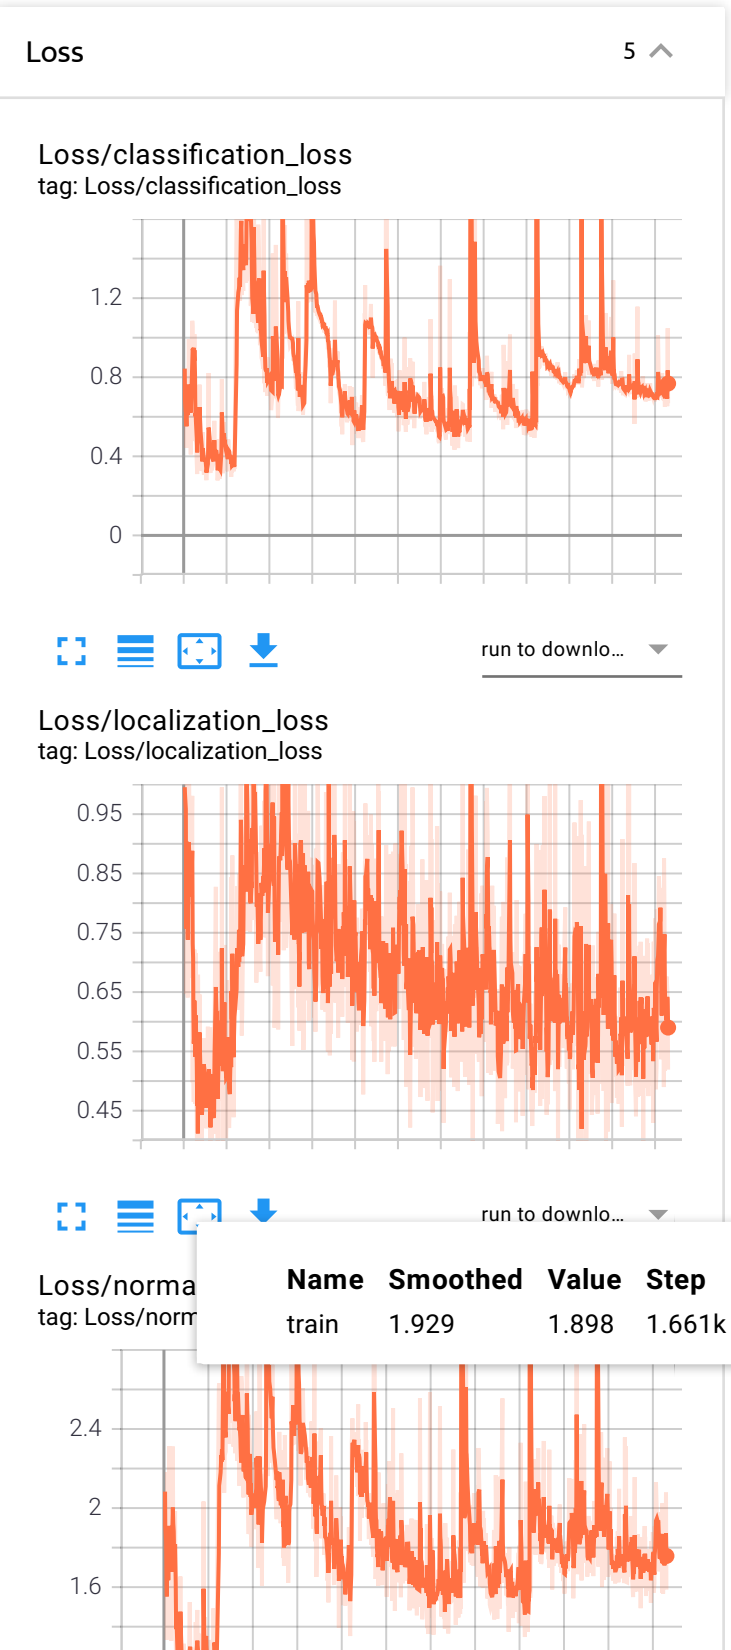 Loss 5
Loss/classification_loss
tag: Loss/classification_loss
1.2
0.8
0.4
0
run to downlo...
Loss/localization_loss
tag: Loss/localization_loss
0.95
0.85
0.75
0.65
0.55
0.45
run to downlo...
Loss/norma
tag: Loss/norm
Name Smoothed Value Step
train 1.929 1.898 1.661k
2.4
2
1.6